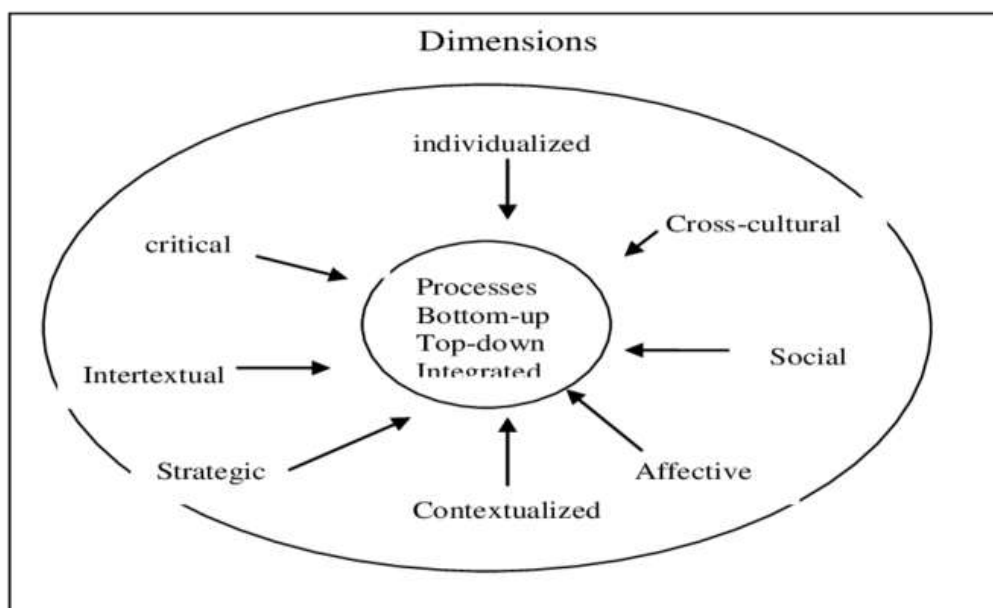 Dimensions
individualized
Cross-cultural
critical
Processes
Bottom-up
Top-down
Integrated
Social
Intertextual
Strategic
Affective
Contextualized